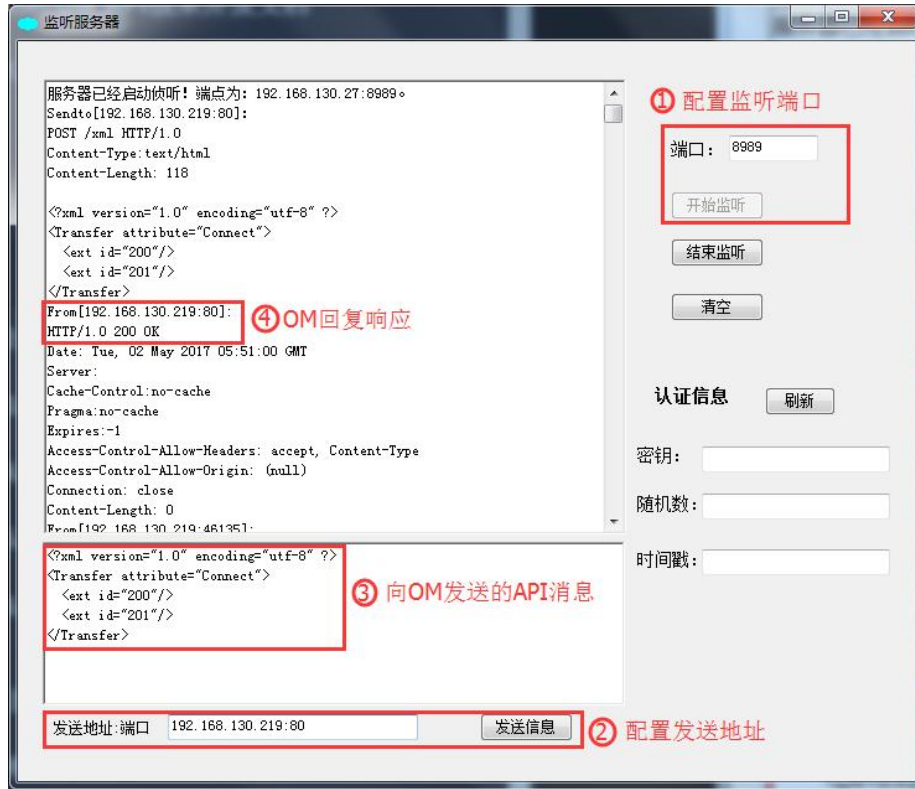 监听服务器
服务器已经启动侦听！端点为：192.168.130.27:8989。
Sendto[192.168.130.219:80]:
POST /xml HTTP/1.0
Content-Type:text/html
Content-Length: 118
<?xml version="1.0" encoding="utf-8" ?>
<Transfer attribute="Connect">
<ext id="200"/>
<ext id="201"/>
</Transfer>
From[192.168.130.219:80]:
④OM回复响应
HTTP/1.0 200 OK
Date: Tue, 02 May 2017 05:51:00 GMT
Server:
Cache-Control:no-cache
Pragma:no-cache
Expires:-1
Access-Control-Allow-Headers: accept, Content-Type
Access-Control-Allow-Origin: (null)
Connection: close
Content-Length: 0
From[192.168.130.219:46135]:
① 配置监听端口
端口： 8989
开始监听
结束监听
清空
认证信息 刷新
密钥：
随机数：
时间戳：
<?xml version="1.0" encoding="utf-8" ?>
<Transfer attribute="Connect">
<ext id="200"/>
<ext id="201"/>
</Transfer>
③ 向OM发送的API消息
发送地址:端口 192.168.130.219:80 发送信息 ② 配置发送地址